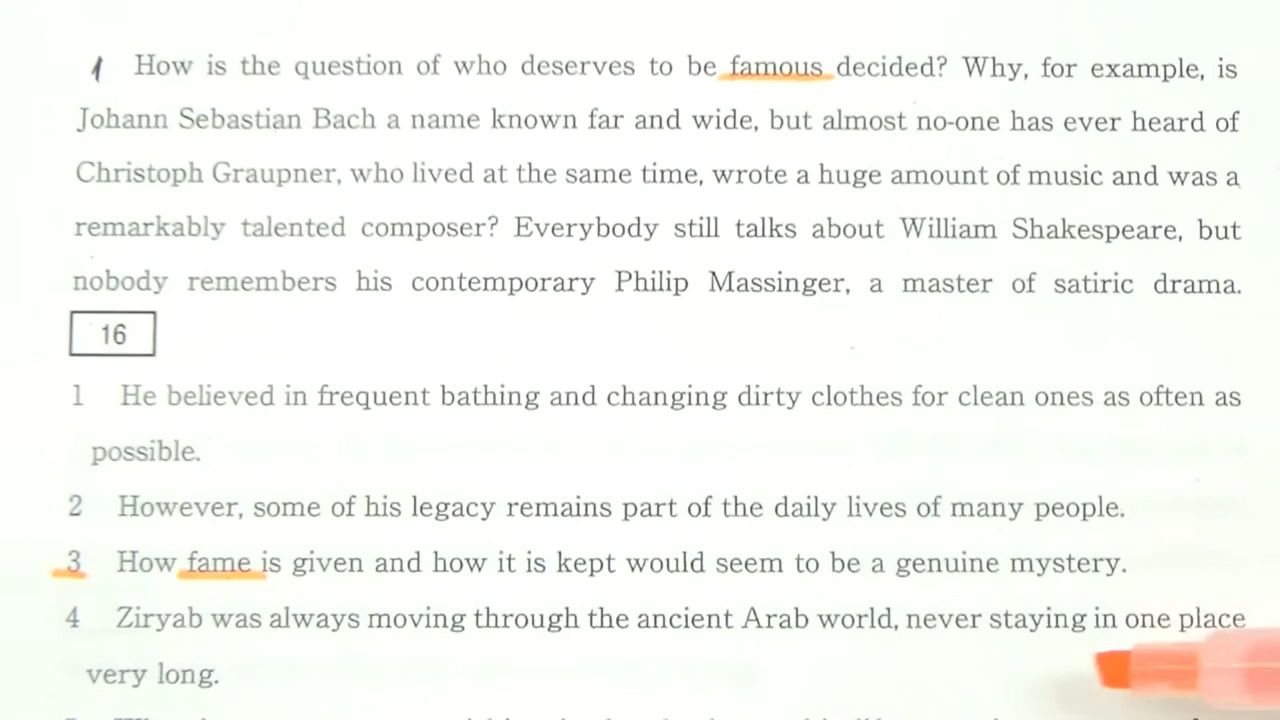 1 How is the question of who deserves to be famous decided? Why, for example, is
Johann Sebastian Bach a name known far and wide, but almost no-one has ever heard of
Christoph Graupner, who lived at the same time, wrote a huge amount of music and was a
remarkably talented composer? Everybody still talks about William Shakespeare, but
nobody remembers his contemporary Philip Massinger, a master of satiric drama.
16
1 He believed in frequent bathing and changing dirty clothes for clean ones as often as
possible.
2 However, some of his legacy remains part of the daily lives of many people.
3 How fame is given and how it is kept would seem to be a genuine mystery.
4 Ziryab was always moving through the ancient Arab world, never staying in one place
very long.